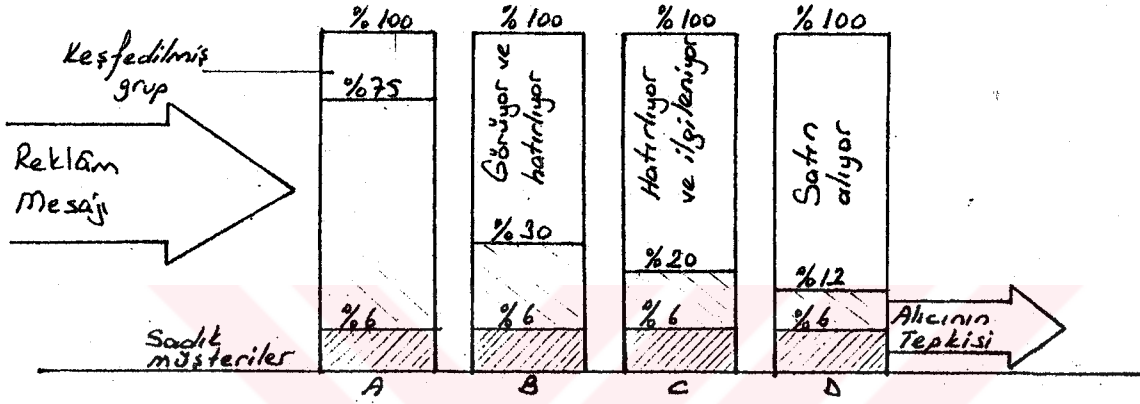 % 100
% 100
% 100
% 100
Keşfedilmiş
grup
% 75
Görüyor ve
hatırlıyor
Hatırlıyor
ve ilgileniyor
Satın
alıyor
Reklâm
Mesajı
% 30
% 20
% 12
% 6
% 6
% 6
% 6
Sadık
müşteriler
Alıcının
Tepkisi
A
B
C
D